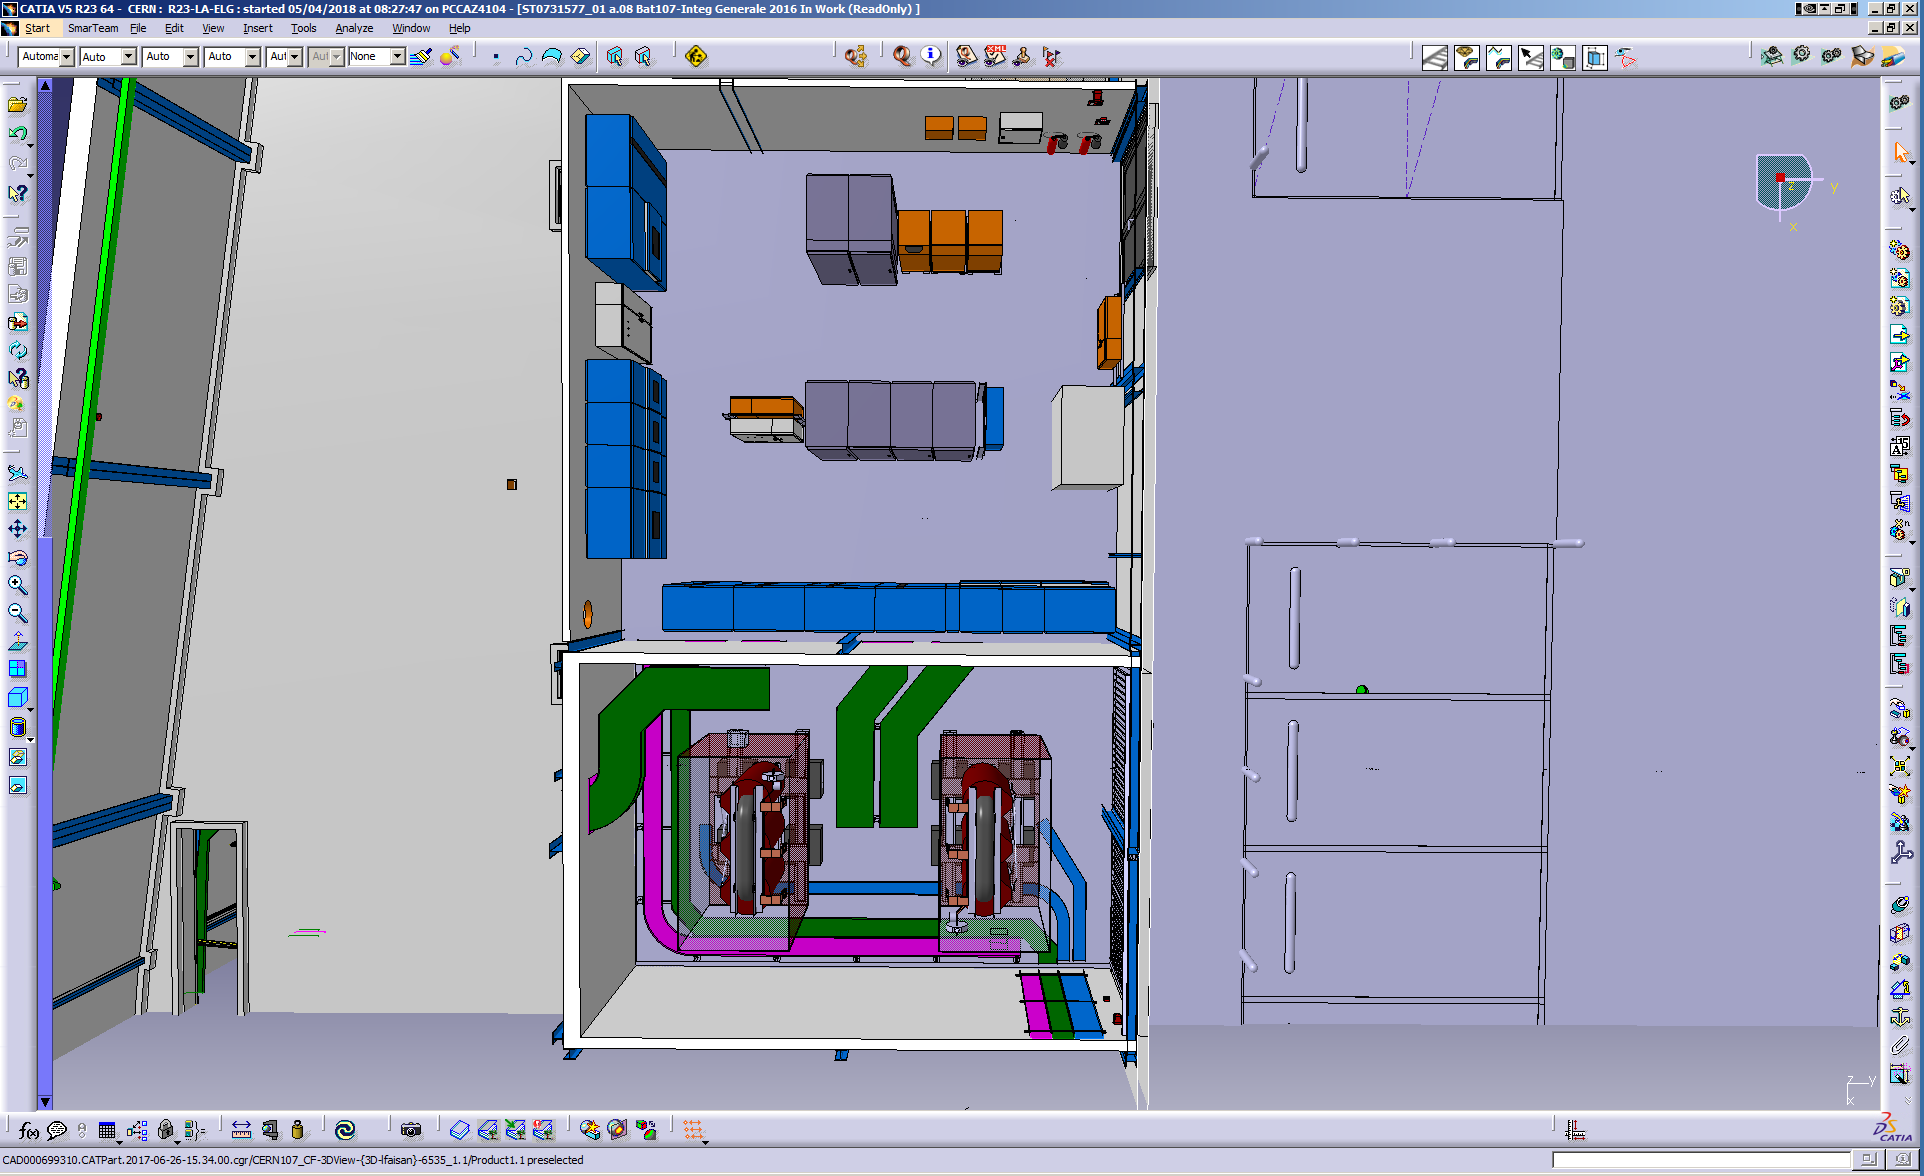 CATIA V5 R23 64 - CERN : R23-LA-ELG : started 05/04/2018 at 08:27:47 on PCCAZ4104 - [ST0731577_01 a.08 Bat107-Integ Generale 2016 In Work (ReadOnly) ]
Start SmarTeam File Edit View Insert Tools Analyze Window Help
Automa Auto Auto Auto Aut Aut None
z y
x
z y
x
f(x)
CATIA
CAD000699310.CATPart.2017-06-26-15.34.00.cgr/CERN107_CF-3DView-{3D-lfaisan}-6535_1.1/Product1.1 preselected